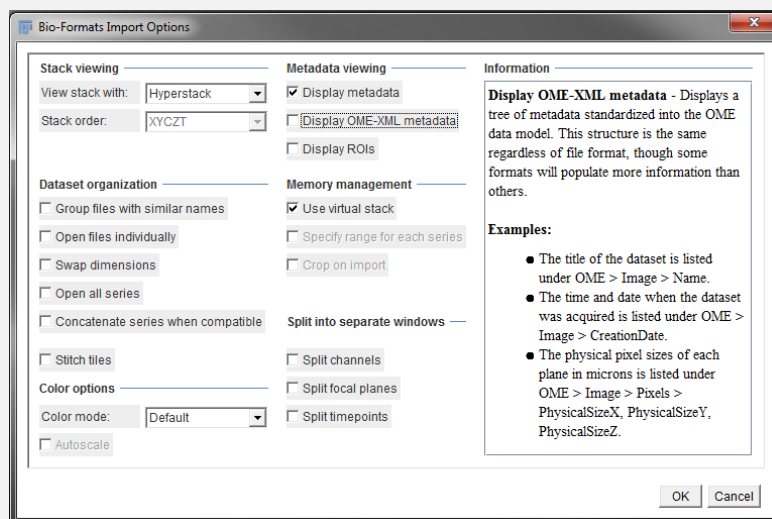 Bio-Formats Import Options
Stack viewing
View stack with: Hyperstack
Stack order: XYCZT
Metadata viewing
Display metadata
Display OME-XML metadata
Display ROIs
Dataset organization
Group files with similar names
Open files individually
Swap dimensions
Open all series
Concatenate series when compatible
Stitch tiles
Memory management
Use virtual stack
Specify range for each series
Crop on import
Split into separate windows
Split channels
Split focal planes
Split timepoints
Color options
Color mode: Default
Autoscale
Information
Display OME-XML metadata - Displays a
tree of metadata standardized into the OME
data model. This structure is the same
regardless of file format, though some
formats will populate more information than
others.
Examples:
The title of the dataset is listed
under OME > Image > Name.
The time and date when the dataset
was acquired is listed under OME >
Image > CreationDate.
The physical pixel sizes of each
plane in microns is listed under
OME > Image > Pixels >
PhysicalSizeX, PhysicalSizeY,
PhysicalSizeZ.
OK
Cancel